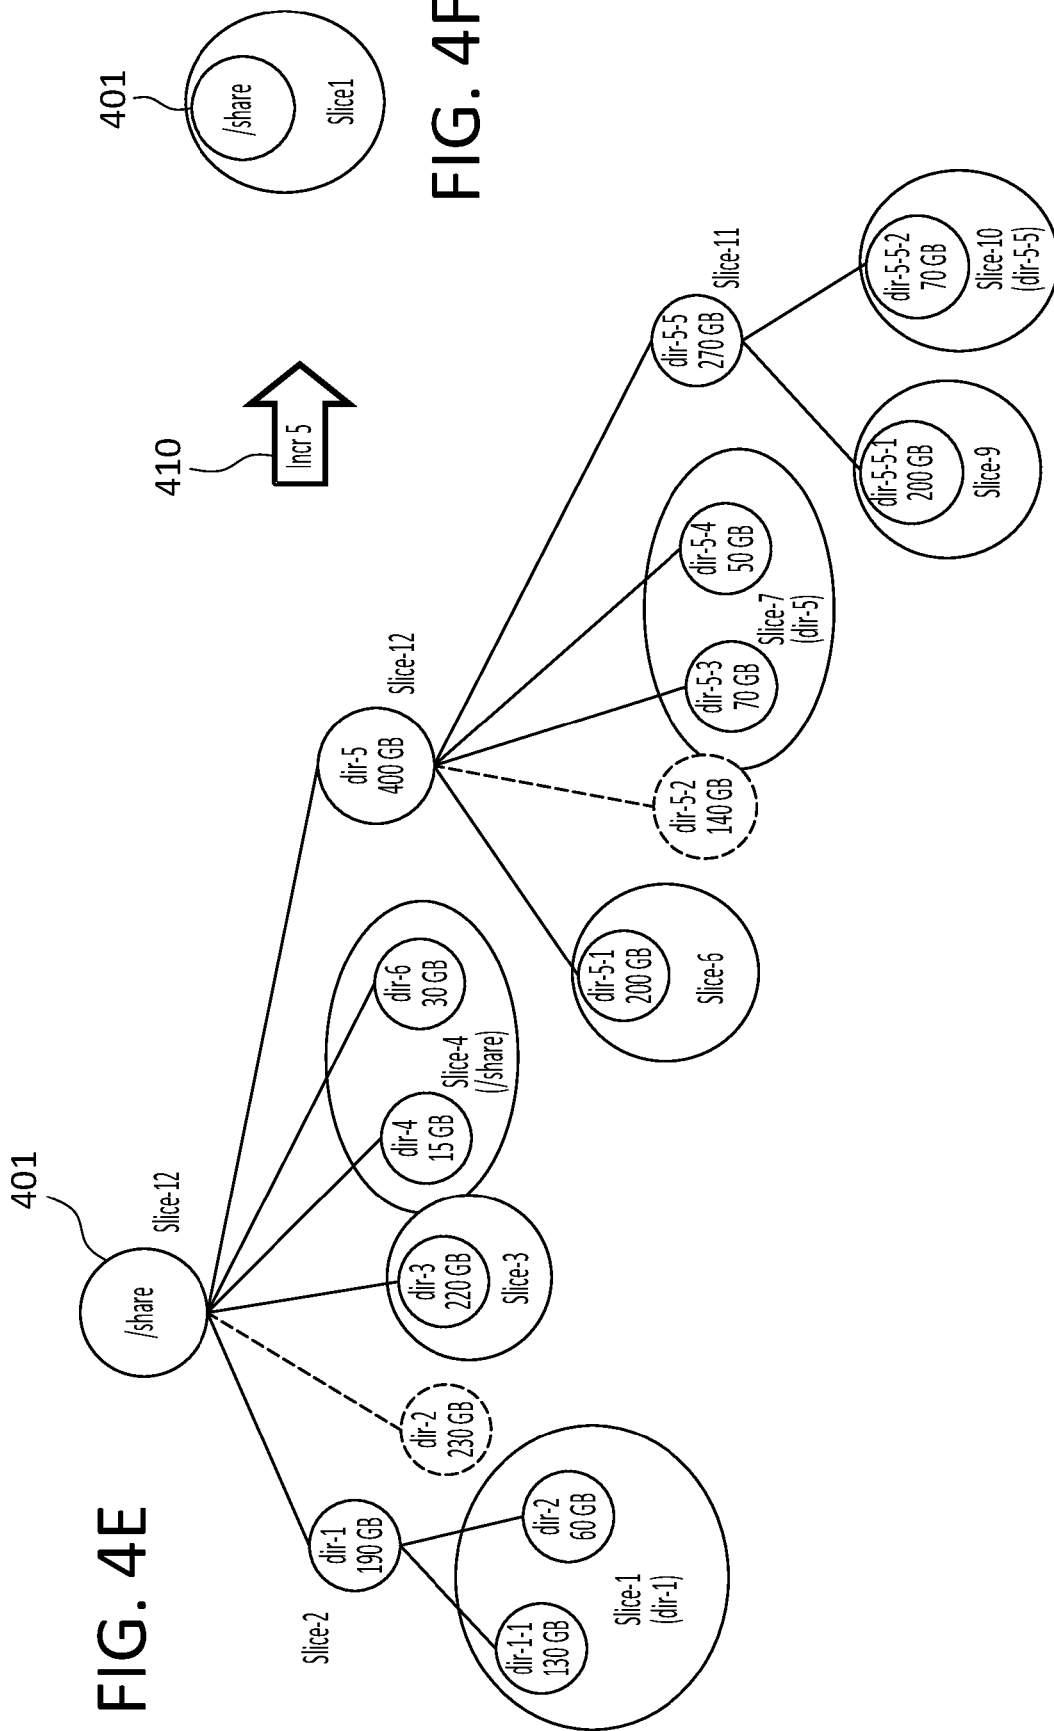 FIG. 4E
401
/share
Slice-12
Slice-2
dir-1
190 GB
dir-2
230 GB
dir-3
220 GB
Slice-3
dir-4
15 GB
dir-6
30 GB
Slice-4
(/share)
dir-1-1
130 GB
dir-2
60 GB
Slice-1
(dir-1)
dir-5
400 GB
Slice-12
dir-5-1
200 GB
Slice-6
dir-5-2
140 GB
dir-5-3
70 GB
dir-5-4
50 GB
Slice-7
(dir-5)
dir-5-5
270 GB
Slice-11
dir-5-5-1
200 GB
Slice-9
dir-5-5-2
70 GB
Slice-10
(dir-5-5)
410
Incr 5
401
/share
Slice1
FIG. 4F